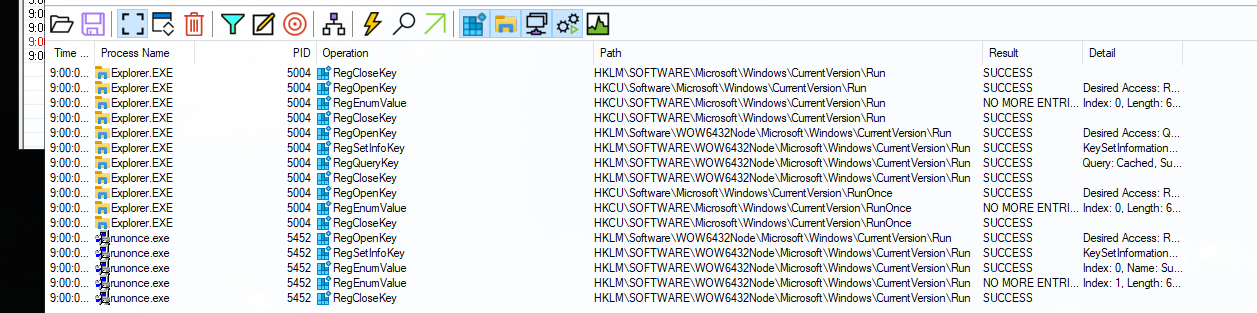 9:0
9:0
9:0
9:0
Time ... Process Name PID Operation Path Result Detail
9:00:0... Explorer.EXE 5004 RegCloseKey HKLM\SOFTWARE\Microsoft\Windows\CurrentVersion\Run SUCCESS
9:00:0... Explorer.EXE 5004 RegOpenKey HKCU\Software\Microsoft\Windows\CurrentVersion\Run SUCCESS Desired Access: R...
9:00:0... Explorer.EXE 5004 RegEnumValue HKCU\SOFTWARE\Microsoft\Windows\CurrentVersion\Run NO MORE ENTRI... Index: 0, Length: 6...
9:00:0... Explorer.EXE 5004 RegCloseKey HKCU\SOFTWARE\Microsoft\Windows\CurrentVersion\Run SUCCESS
9:00:0... Explorer.EXE 5004 RegOpenKey HKLM\Software\WOW6432Node\Microsoft\Windows\CurrentVersion\Run SUCCESS Desired Access: Q...
9:00:0... Explorer.EXE 5004 RegSetInfoKey HKLM\SOFTWARE\WOW6432Node\Microsoft\Windows\CurrentVersion\Run SUCCESS KeySetInformation...
9:00:0... Explorer.EXE 5004 RegQueryKey HKLM\SOFTWARE\WOW6432Node\Microsoft\Windows\CurrentVersion\Run SUCCESS Query: Cached, Su...
9:00:0... Explorer.EXE 5004 RegCloseKey HKLM\SOFTWARE\WOW6432Node\Microsoft\Windows\CurrentVersion\Run SUCCESS
9:00:0... Explorer.EXE 5004 RegOpenKey HKCU\Software\Microsoft\Windows\CurrentVersion\RunOnce SUCCESS Desired Access: R...
9:00:0... Explorer.EXE 5004 RegEnumValue HKCU\SOFTWARE\Microsoft\Windows\CurrentVersion\RunOnce NO MORE ENTRI... Index: 0, Length: 6...
9:00:0... Explorer.EXE 5004 RegCloseKey HKCU\SOFTWARE\Microsoft\Windows\CurrentVersion\RunOnce SUCCESS
9:00:0... runonce.exe 5452 RegOpenKey HKLM\Software\WOW6432Node\Microsoft\Windows\CurrentVersion\Run SUCCESS Desired Access: R...
9:00:0... runonce.exe 5452 RegSetInfoKey HKLM\SOFTWARE\WOW6432Node\Microsoft\Windows\CurrentVersion\Run SUCCESS KeySetInformation...
9:00:0... runonce.exe 5452 RegEnumValue HKLM\SOFTWARE\WOW6432Node\Microsoft\Windows\CurrentVersion\Run SUCCESS Index: 0, Name: Su...
9:00:0... runonce.exe 5452 RegEnumValue HKLM\SOFTWARE\WOW6432Node\Microsoft\Windows\CurrentVersion\Run NO MORE ENTRI... Index: 1, Length: 6...
9:00:0... runonce.exe 5452 RegCloseKey HKLM\SOFTWARE\WOW6432Node\Microsoft\Windows\CurrentVersion\Run SUCCESS